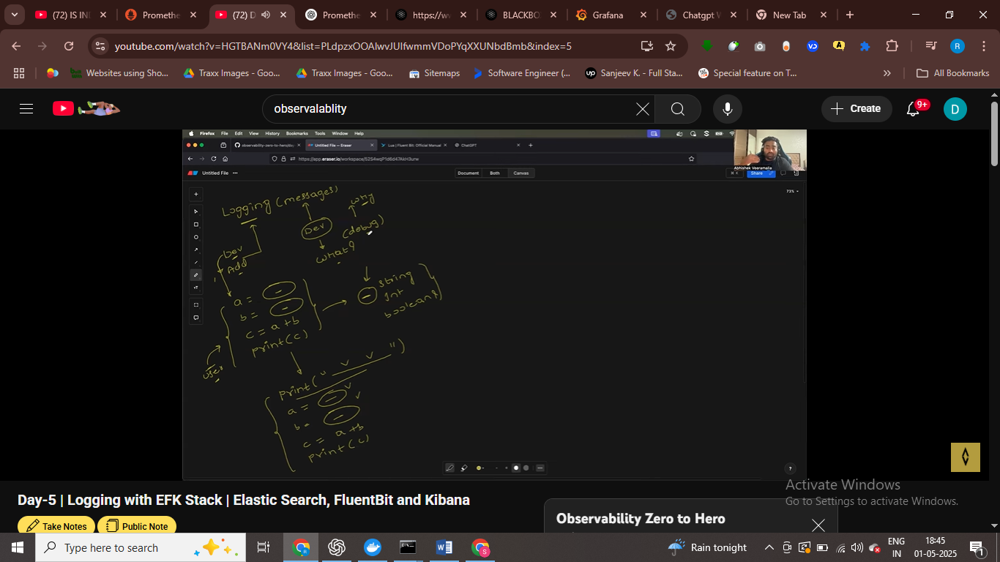 (72) IS INI
Promethe
(72) D
Promethe
https://wv
BLACKBO
Grafana
Chatgpt V
New Tab
youtube.com/watch?v=HGTBANm0VY4&list=PLdpzxOOAlwvJUlfwmmVDoPYqXXUNbdBmb&index=5
R
Websites using Sho...
Traxx Images - Goo...
Traxx Images - Goo...
Sitemaps
Software Engineer (...
up
Sanjeev K. - Full Sta...
Special feature on T...
»
All Bookmarks
observalablity
Create
9+
D
Firefox File Edit View History Bookmarks Tools Window Help
observability-zero-to-hero/da
Untitled File — Eraser
Lua | Fluent Bit: Official Manual
ChatGPT
https://app.eraser.io/workspace/
Abhishek Veeramalla
Untitled File
Document
Both
Canvas
Share
73%
Logging (messages)
why
Dev
(debug)
what?
Dev
Add
a = -
b = -
c = a+b
print(c)
- string
int
boolean?
user
print(" ")
a = -
b = -
c = a+b
print(c)
?
Activate Windows
Go to Settings to activate Windows.
Day-5 | Logging with EFK Stack | Elastic Search, FluentBit and Kibana
Take Notes
Public Note
Observability Zero to Hero
Type here to search
Rain tonight
ENG
IN
18:45
01-05-2025
1